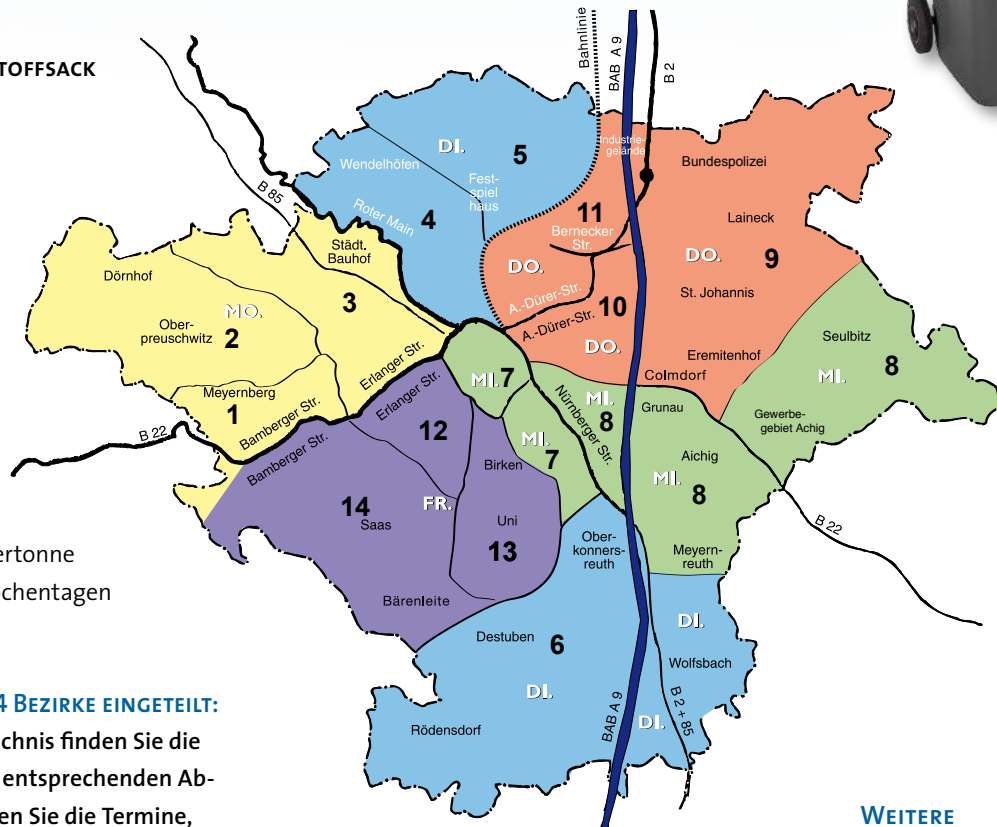 TOFFSACK
Bahnlinie
BAB A 9
B 2
B 85
Wendelhöfen
DI.
5
Fest-
spiel
haus
Roter Main
4
Industrie-
gelände
Bundespolizei
11
Bernecker
Str.
Laineck
DO.
9
DO.
A.-Dürer-Str.
St. Johannis
A.-Dürer-Str.
10
DO.
Eremitenhof
Colmdorf
Städt.
Bauhof
Dörnhof
3
MO.
Ober-
preuschwitz
2
Erlanger Str.
Meyernberg
1
Bamberger Str.
B 22
Seulbitz
8
MI.
Gewerbe-
gebiet Achig
MI.
7
Nürnberger Str.
MI.
8
Grunau
MI.
7
Aichig
MI.
8
Meyern-
reuth
B 22
Erlanger Str.
12
Bamberger Str.
Birken
14
Saas
FR.
Uni
13
Bärenleite
Ober-
konners-
reuth
Destuben
6
DI.
Wolfsbach
DI.
Rödensdorf
DI.
BAB A 9
B 2 + 85
ertonne
ochentagen
4 BEZIRKE EINGETEILT:
chnis finden Sie die
entsprechenden Ab-
en Sie die Termine,
WEITERE